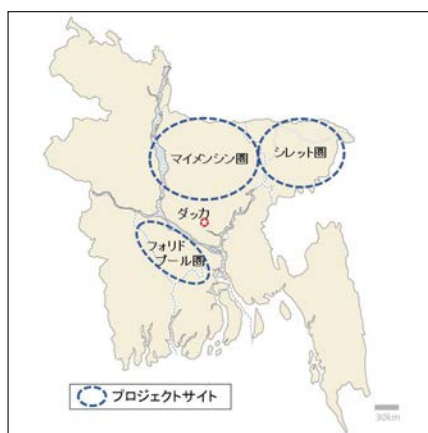 マイメンシン圏
シレット圏
ダッカ
フォリド
プール圏
プロジェクトサイト
30km